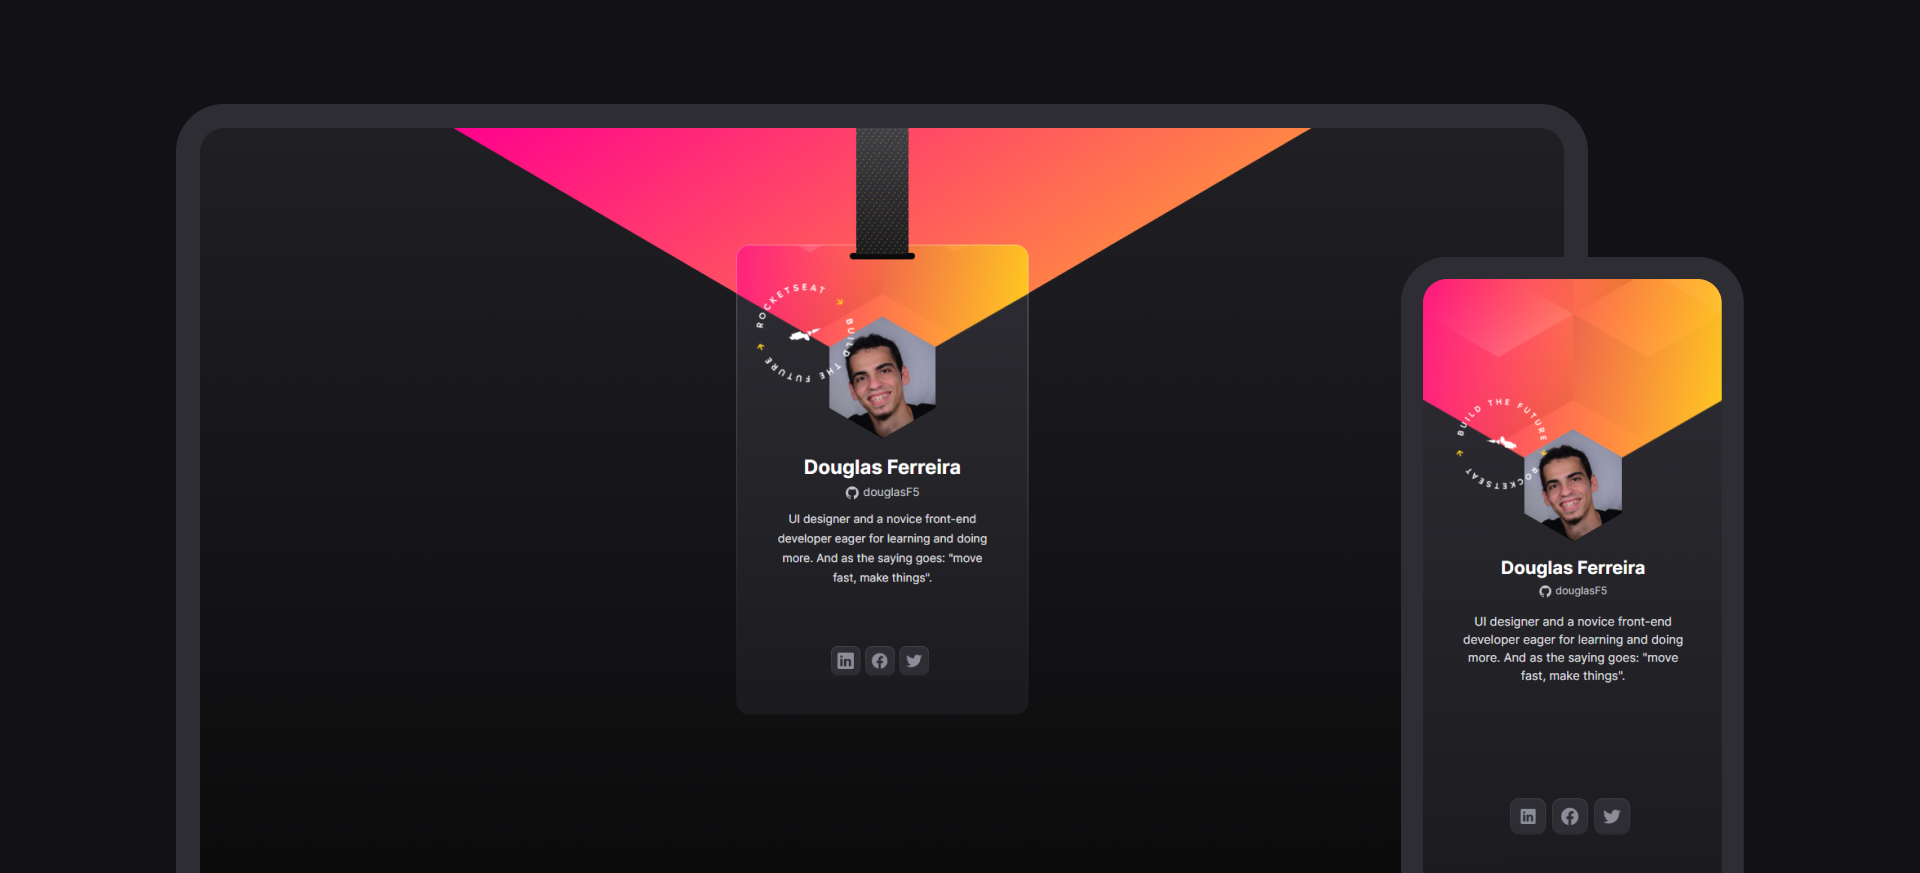 ROCKETSEAT
BUILD THE FUTURE
Douglas Ferreira
douglasF5
UI designer and a novice front-end
developer eager for learning and doing
more. And as the saying goes: "move
fast, make things".
in
BUILD THE FUTURE
ROCKETSEAT
Douglas Ferreira
douglasF5
UI designer and a novice front-end
developer eager for learning and doing
more. And as the saying goes: "move
fast, make things".
in